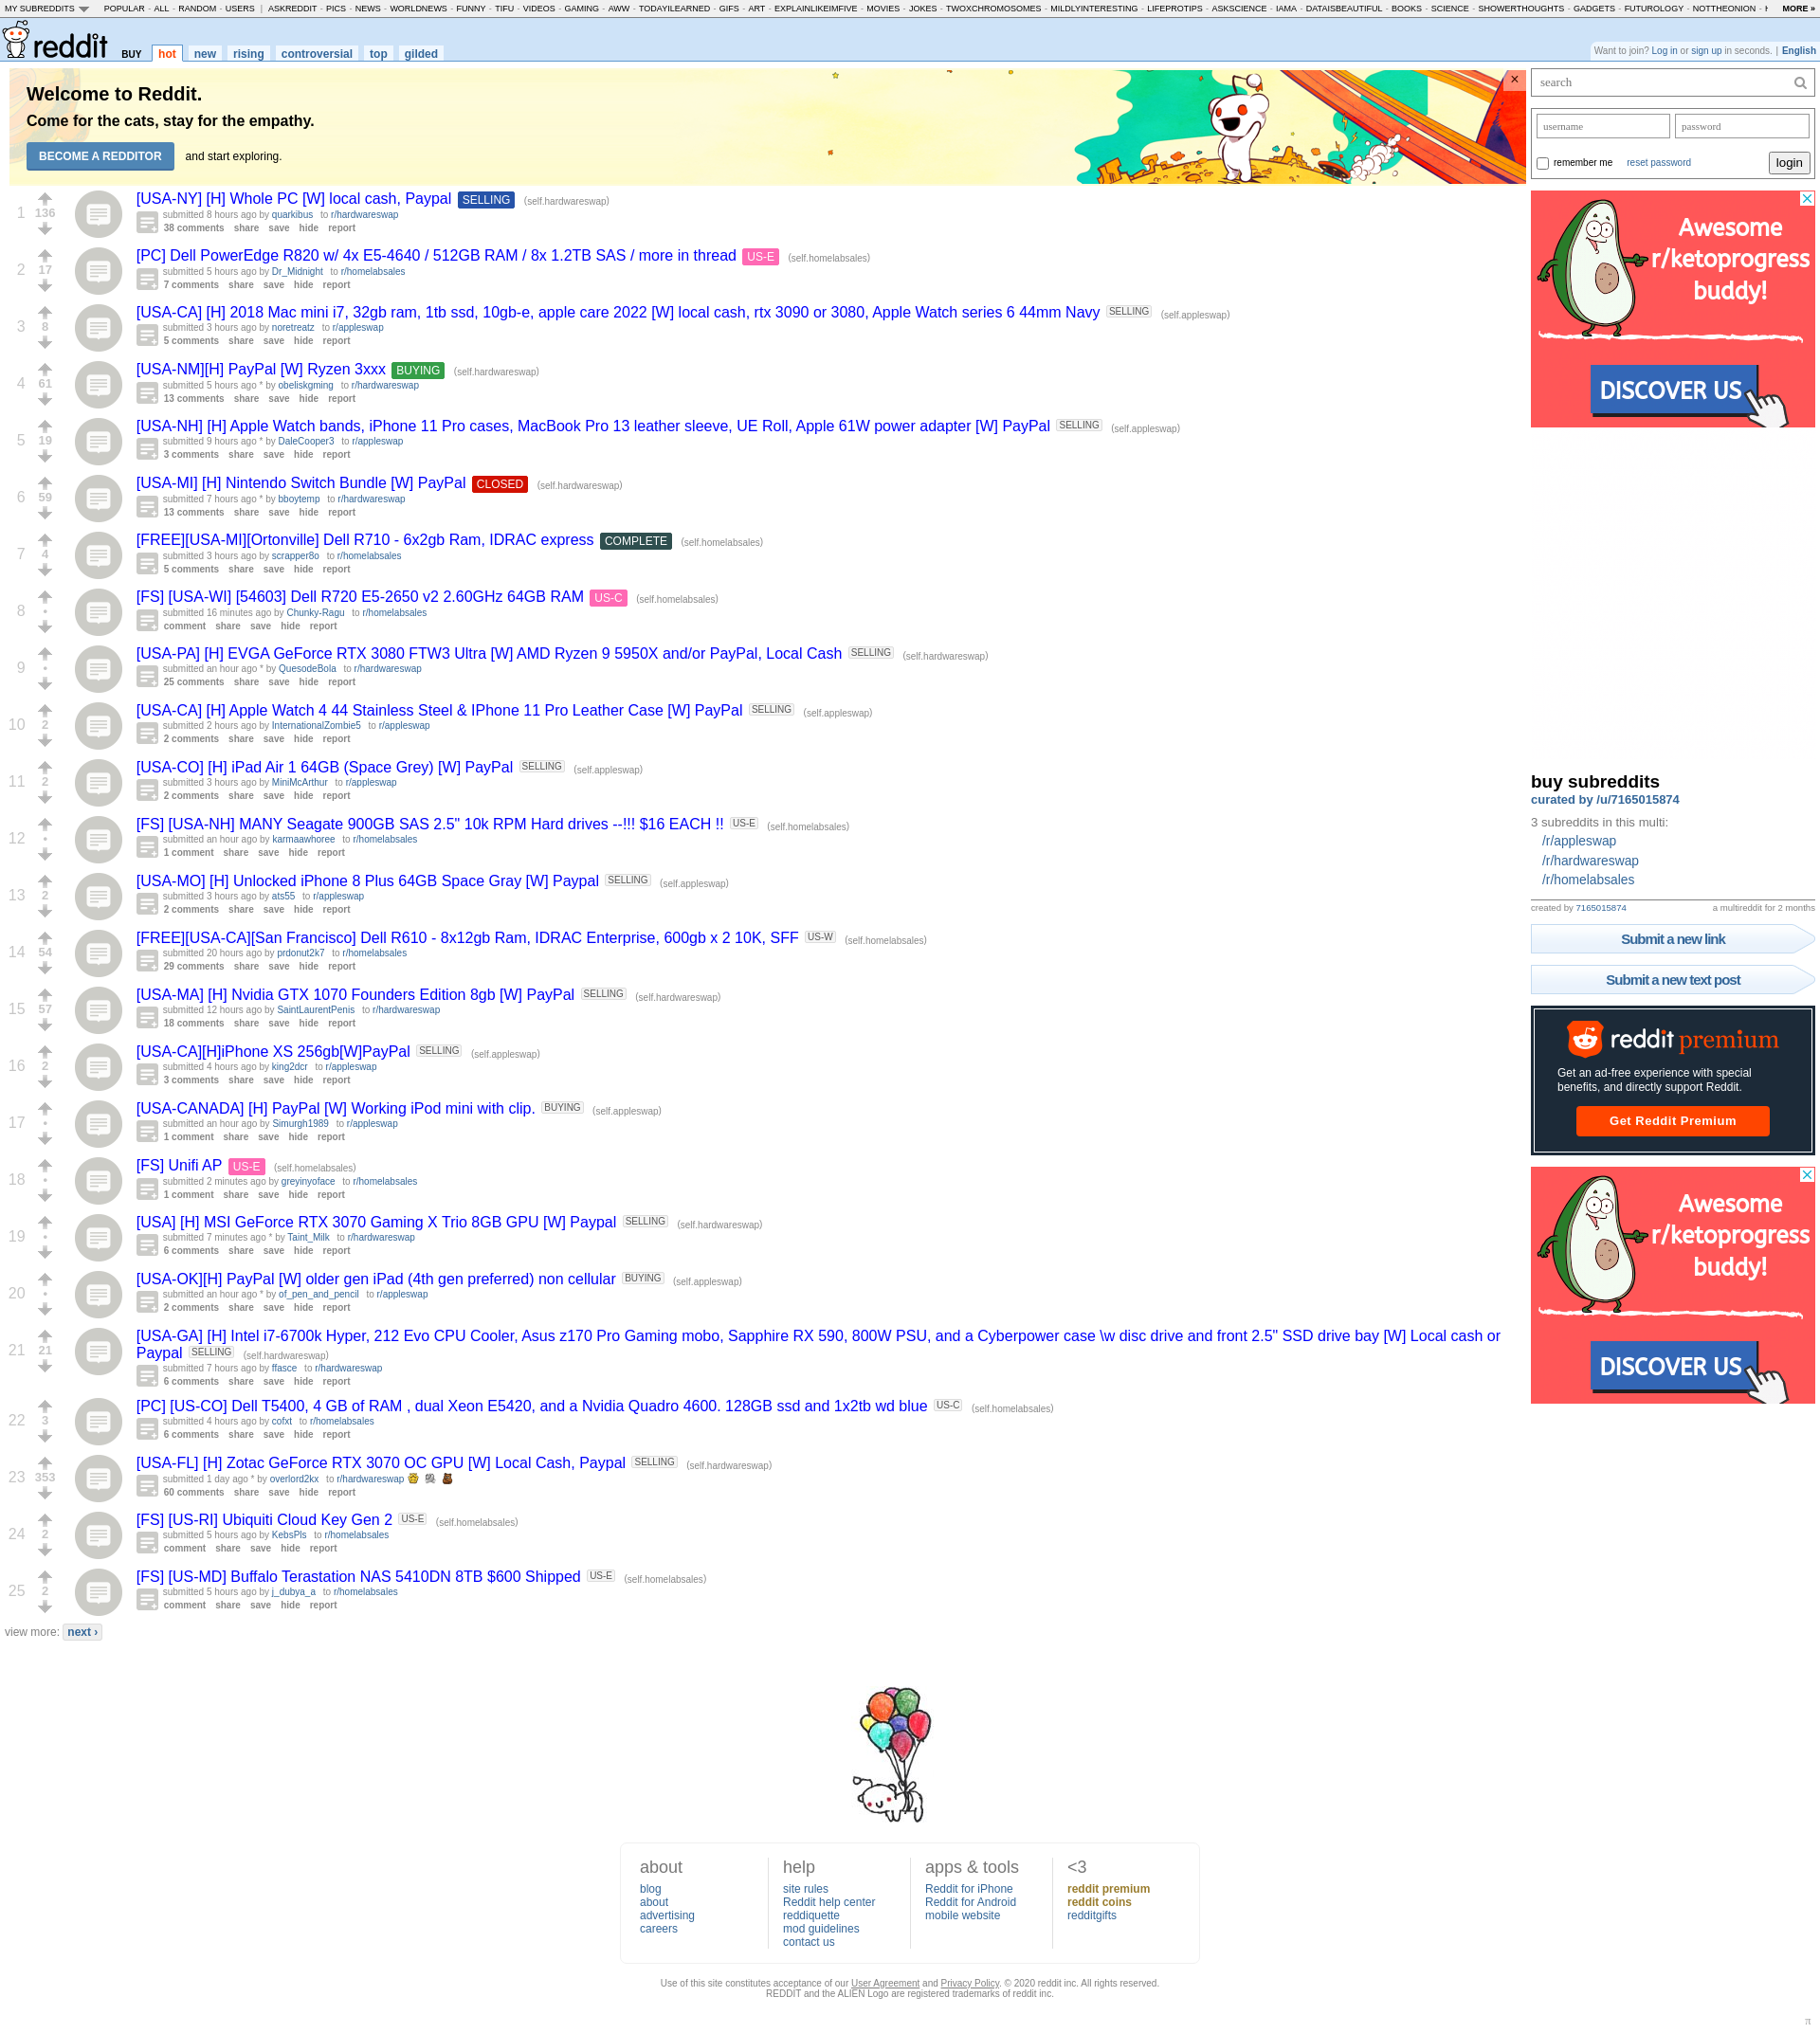 MY SUBREDDITS POPULAR - ALL - RANDOM - USERS | ASKREDDIT - PICS - NEWS - WORLDNEWS - FUNNY - TIFU - VIDEOS - GAMING - AWW - TODAYILEARNED - GIFS - ART - EXPLAINLIKEIMFIVE - MOVIES - JOKES - TWOXCHROMOSOMES - MILDLYINTERESTING - LIFEPROTIPS - ASKSCIENCE - IAMA - DATAISBEAUTIFUL - BOOKS - SCIENCE - SHOWERTHOUGHTS - GADGETS - FUTUROLOGY - NOTTHEONION - MORE »
reddit BUY hot new rising controversial top gilded
Want to join? Log in or sign up in seconds. | English
Welcome to Reddit.
Come for the cats, stay for the empathy.
BECOME A REDDITOR and start exploring.
1 136 [USA-NY] [H] Whole PC [W] local cash, Paypal SELLING (self.hardwareswap)
submitted 8 hours ago by quarkibus to r/hardwareswap
38 comments share save hide report
2 17 [PC] Dell PowerEdge R820 w/ 4x E5-4640 / 512GB RAM / 8x 1.2TB SAS / more in thread US-E (self.homelabsales)
submitted 5 hours ago by Dr_Midnight to r/homelabsales
7 comments share save hide report
3 8 [USA-CA] [H] 2018 Mac mini i7, 32gb ram, 1tb ssd, 10gb-e, apple care 2022 [W] local cash, rtx 3090 or 3080, Apple Watch series 6 44mm Navy SELLING (self.appleswap)
submitted 3 hours ago by noretreatz to r/appleswap
5 comments share save hide report
4 61 [USA-NM][H] PayPal [W] Ryzen 3xxx BUYING (self.hardwareswap)
submitted 5 hours ago * by obeliskgming to r/hardwareswap
13 comments share save hide report
5 19 [USA-NH] [H] Apple Watch bands, iPhone 11 Pro cases, MacBook Pro 13 leather sleeve, UE Roll, Apple 61W power adapter [W] PayPal SELLING (self.appleswap)
submitted 9 hours ago * by DaleCooper3 to r/appleswap
3 comments share save hide report
6 59 [USA-MI] [H] Nintendo Switch Bundle [W] PayPal CLOSED (self.hardwareswap)
submitted 7 hours ago * by bboytemp to r/hardwareswap
13 comments share save hide report
7 4 [FREE][USA-MI][Ortonville] Dell R710 - 6x2gb Ram, IDRAC express COMPLETE (self.homelabsales)
submitted 3 hours ago by scrapper8o to r/homelabsales
5 comments share save hide report
8 • [FS] [USA-WI] [54603] Dell R720 E5-2650 v2 2.60GHz 64GB RAM US-C (self.homelabsales)
submitted 16 minutes ago by Chunky-Ragu to r/homelabsales
comment share save hide report
9 • [USA-PA] [H] EVGA GeForce RTX 3080 FTW3 Ultra [W] AMD Ryzen 9 5950X and/or PayPal, Local Cash SELLING (self.hardwareswap)
submitted an hour ago * by QuesodeBola to r/hardwareswap
25 comments share save hide report
10 2 [USA-CA] [H] Apple Watch 4 44 Stainless Steel & IPhone 11 Pro Leather Case [W] PayPal SELLING (self.appleswap)
submitted 2 hours ago by InternationalZombie5 to r/appleswap
2 comments share save hide report
11 2 [USA-CO] [H] iPad Air 1 64GB (Space Grey) [W] PayPal SELLING (self.appleswap)
submitted 3 hours ago by MiniMcArthur to r/appleswap
2 comments share save hide report
12 • [FS] [USA-NH] MANY Seagate 900GB SAS 2.5" 10k RPM Hard drives --!!! $16 EACH !! US-E (self.homelabsales)
submitted an hour ago by karmaawhoree to r/homelabsales
1 comment share save hide report
13 2 [USA-MO] [H] Unlocked iPhone 8 Plus 64GB Space Gray [W] Paypal SELLING (self.appleswap)
submitted 3 hours ago by ats55 to r/appleswap
2 comments share save hide report
14 54 [FREE][USA-CA][San Francisco] Dell R610 - 8x12gb Ram, IDRAC Enterprise, 600gb x 2 10K, SFF US-W (self.homelabsales)
submitted 20 hours ago by prdonut2k7 to r/homelabsales
29 comments share save hide report
15 57 [USA-MA] [H] Nvidia GTX 1070 Founders Edition 8gb [W] PayPal SELLING (self.hardwareswap)
submitted 12 hours ago by SaintLaurentPenis to r/hardwareswap
18 comments share save hide report
16 2 [USA-CA][H]iPhone XS 256gb[W]PayPal SELLING (self.appleswap)
submitted 4 hours ago by king2dcr to r/appleswap
3 comments share save hide report
17 • [USA-CANADA] [H] PayPal [W] Working iPod mini with clip. BUYING (self.appleswap)
submitted an hour ago by Simurgh1989 to r/appleswap
1 comment share save hide report
18 • [FS] Unifi AP US-E (self.homelabsales)
submitted 2 minutes ago by greyinyoface to r/homelabsales
1 comment share save hide report
19 • [USA] [H] MSI GeForce RTX 3070 Gaming X Trio 8GB GPU [W] Paypal SELLING (self.hardwareswap)
submitted 7 minutes ago * by Taint_Milk to r/hardwareswap
6 comments share save hide report
20 • [USA-OK][H] PayPal [W] older gen iPad (4th gen preferred) non cellular BUYING (self.appleswap)
submitted an hour ago * by of_pen_and_pencil to r/appleswap
2 comments share save hide report
21 21 [USA-GA] [H] Intel i7-6700k Hyper, 212 Evo CPU Cooler, Asus z170 Pro Gaming mobo, Sapphire RX 590, 800W PSU, and a Cyberpower case \w disc drive and front 2.5" SSD drive bay [W] Local cash or
Paypal SELLING (self.hardwareswap)
submitted 7 hours ago by ffasce to r/hardwareswap
6 comments share save hide report
22 3 [PC] [US-CO] Dell T5400, 4 GB of RAM , dual Xeon E5420, and a Nvidia Quadro 4600. 128GB ssd and 1x2tb wd blue US-C (self.homelabsales)
submitted 4 hours ago by cofxt to r/homelabsales
6 comments share save hide report
23 353 [USA-FL] [H] Zotac GeForce RTX 3070 OC GPU [W] Local Cash, Paypal SELLING (self.hardwareswap)
submitted 1 day ago * by overlord2kx to r/hardwareswap
60 comments share save hide report
24 2 [FS] [US-RI] Ubiquiti Cloud Key Gen 2 US-E (self.homelabsales)
submitted 5 hours ago by KebsPls to r/homelabsales
comment share save hide report
25 2 [FS] [US-MD] Buffalo Terastation NAS 5410DN 8TB $600 Shipped US-E (self.homelabsales)
submitted 5 hours ago by j_dubya_a to r/homelabsales
comment share save hide report
view more: next ›
search
username password
remember me reset password login
Awesome
r/ketoprogress
buddy!
DISCOVER US
buy subreddits
curated by /u/7165015874
3 subreddits in this multi:
/r/appleswap
/r/hardwareswap
/r/homelabsales
created by 7165015874 a multireddit for 2 months
Submit a new link
Submit a new text post
reddit premium
Get an ad-free experience with special
benefits, and directly support Reddit.
Get Reddit Premium
Awesome
r/ketoprogress
buddy!
DISCOVER US
about
blog
about
advertising
careers
help
site rules
Reddit help center
reddiquette
mod guidelines
contact us
apps & tools
Reddit for iPhone
Reddit for Android
mobile website
<3
reddit premium
reddit coins
redditgifts
Use of this site constitutes acceptance of our User Agreement and Privacy Policy. © 2020 reddit inc. All rights reserved.
REDDIT and the ALIEN Logo are registered trademarks of reddit inc.
π